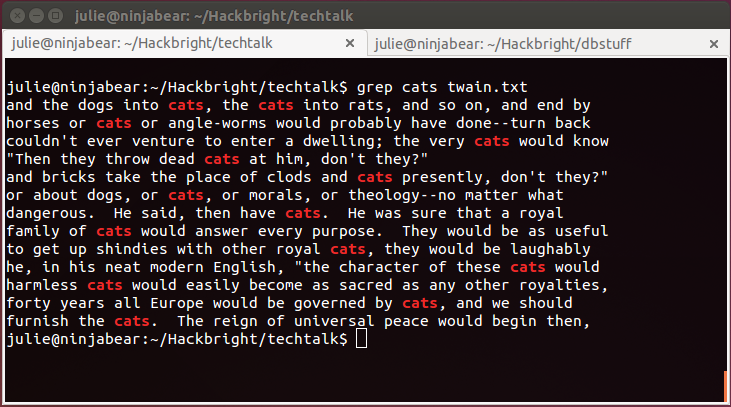 julie@ninjabear: ~/Hackbright/techtalk
julie@ninjabear: ~/Hackbright/techtalk × julie@ninjabear: ~/Hackbright/dbstuff ×
julie@ninjabear:~/Hackbright/techtalk$ grep cats twain.txt
and the dogs into cats, the cats into rats, and so on, and end by
horses or cats or angle-worms would probably have done--turn back
couldn't ever venture to enter a dwelling; the very cats would know
"Then they throw dead cats at him, don't they?"
and bricks take the place of clods and cats presently, don't they?"
or about dogs, or cats, or morals, or theology--no matter what
dangerous.  He said, then have cats.  He was sure that a royal
family of cats would answer every purpose.  They would be as useful
to get up shindies with other royal cats, they would be laughably
he, in his neat modern English, "the character of these cats would
harmless cats would easily become as sacred as any other royalties,
forty years all Europe would be governed by cats, and we should
furnish the cats.  The reign of universal peace would begin then,
julie@ninjabear:~/Hackbright/techtalk$